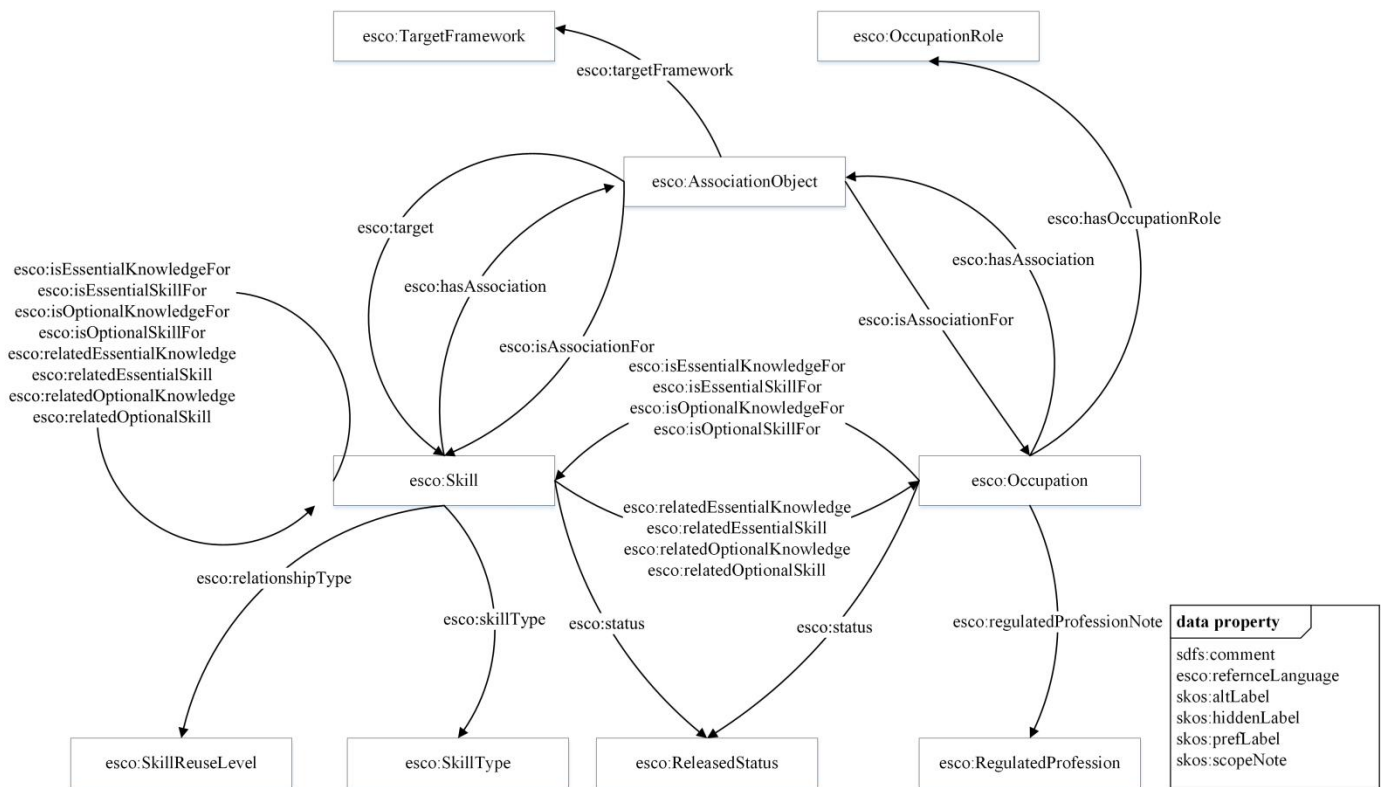 esco:TargetFramework
esco:OccupationRole
esco:targetFramework
esco:AssociationObject
esco:hasOccupationRole
esco:target
esco:hasAssociation
esco:hasAssociation
esco:isAssociationFor
esco:isAssociationFor
esco:isEssentialKnowledgeFor
esco:isEssentialSkillFor
esco:isOptionalKnowledgeFor
esco:isOptionalSkillFor
esco:relatedEssentialKnowledge
esco:relatedEssentialSkill
esco:relatedOptionalKnowledge
esco:relatedOptionalSkill
esco:isEssentialKnowledgeFor
esco:isEssentialSkillFor
esco:isOptionalKnowledgeFor
esco:isOptionalSkillFor
esco:Skill
esco:Occupation
esco:relatedEssentialKnowledge
esco:relatedEssentialSkill
esco:relatedOptionalKnowledge
esco:relatedOptionalSkill
esco:relationshipType
esco:skillType
esco:status
esco:status
esco:regulatedProfessionNote
esco:SkillReuseLevel
esco:SkillType
esco:ReleasedStatus
esco:RegulatedProfession
data property
sdfs:comment
esco:refernceLanguage
skos:altLabel
skos:hiddenLabel
skos:prefLabel
skos:scopeNote